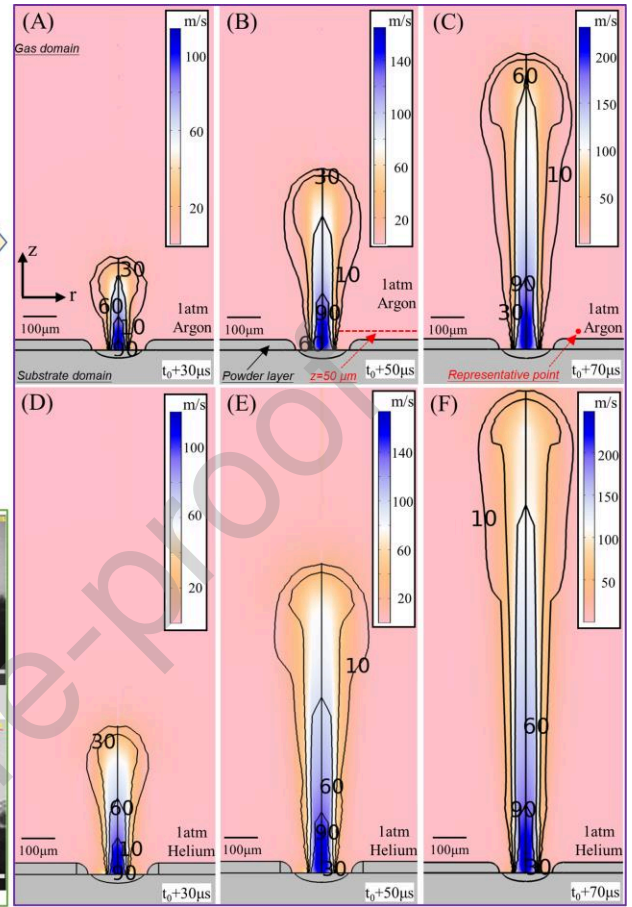 (A)
m/s
Gas domain
100
60
20
30
60
10
90
z
r
1atm
Argon
100μm
Substrate domain
t₀+30μs
(B)
m/s
140
100
60
20
30
10
90
60
1atm
Argon
100μm
Powder layer
z=50 μm
t₀+50μs
(C)
m/s
200
150
100
50
60
10
90
30
1atm
Argon
100μm
Representative point
t₀+70μs
(D)
m/s
100
60
20
30
60
10
90
1atm
Helium
100μm
t₀+30μs
(E)
m/s
140
100
60
20
10
60
90
30
1atm
Helium
100μm
t₀+50μs
(F)
m/s
200
150
100
50
10
60
90
30
1atm
Helium
100μm
t₀+70μs
e-proof